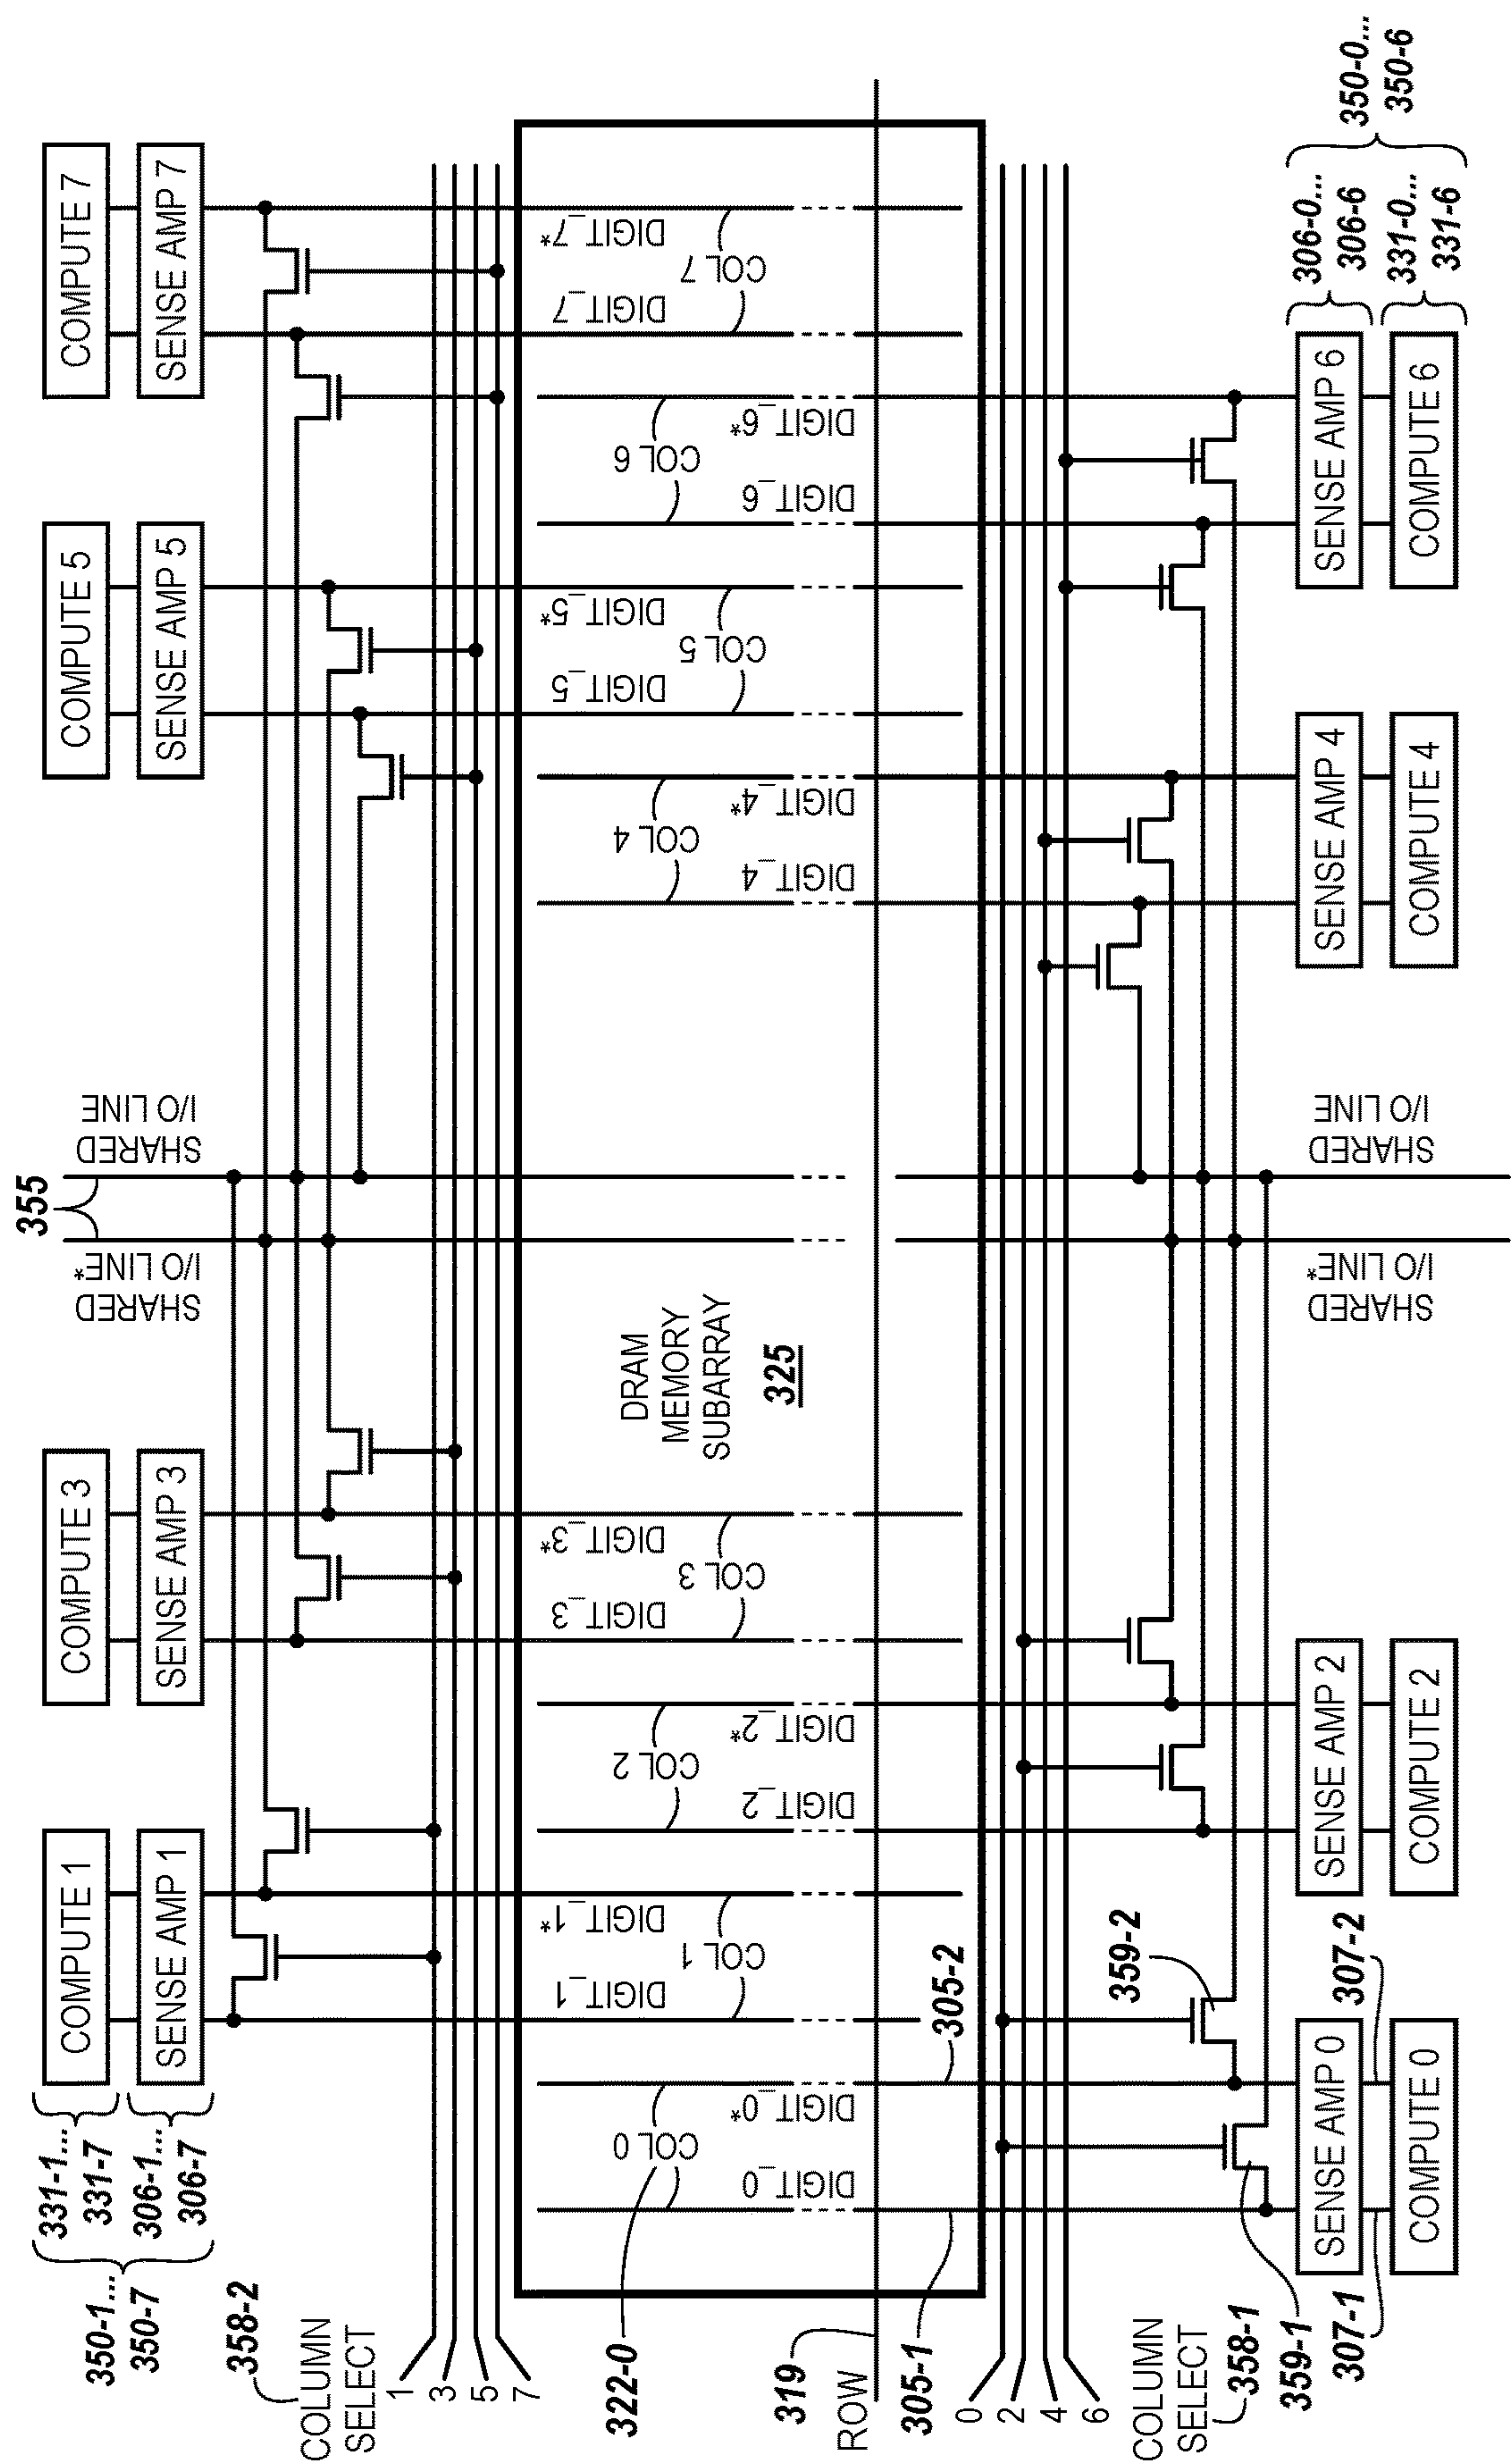 355
SHARED
I/O LINE*
SHARED
I/O LINE
350-1...
350-7
331-1...
331-7
306-1...
306-7
COMPUTE 1
SENSE AMP 1
COMPUTE 3
SENSE AMP 3
COMPUTE 5
SENSE AMP 5
COMPUTE 7
SENSE AMP 7
358-2
COLUMN
SELECT
1
3
5
7
322-0
COL 0
DIGIT_0
DIGIT_0*
COL 1
DIGIT_1
DIGIT_1*
COL 2
DIGIT_2
DIGIT_2*
COL 3
DIGIT_3
DIGIT_3*
DRAM
MEMORY
SUBARRAY
325
COL 4
DIGIT_4
DIGIT_4*
COL 5
DIGIT_5
DIGIT_5*
COL 6
DIGIT_6
DIGIT_6*
COL 7
DIGIT_7
DIGIT_7*
319
ROW
305-1
305-2
0
2
4
6
COLUMN
SELECT
358-1
359-1
359-2
307-1
307-2
SENSE AMP 0
COMPUTE 0
SENSE AMP 2
COMPUTE 2
SHARED
I/O LINE*
SHARED
I/O LINE
SENSE AMP 4
COMPUTE 4
SENSE AMP 6
COMPUTE 6
306-0...
306-6
331-0...
331-6
350-0...
350-6